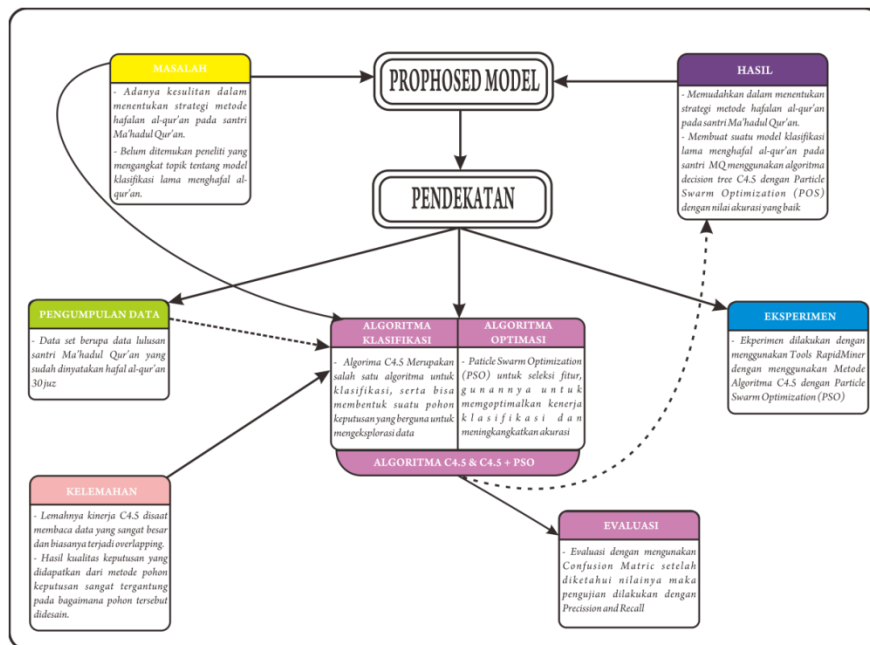 MASALAH
- Adanya kesulitan dalam
menentukan strategi metode
hafalan al-qur'an pada santri
Ma'hadul Qur'an.
- Belum ditemukan peneliti yang
mengangkat topik tentang model
klasifikasi lama menghafal al-
qur'an.
PROPHOSED MODEL
HASIL
- Memudahkan dalam menentukan
strategi metode hafalan al-qur'an
pada santri Ma'hadul Qur'an.
- Membuat suatu model klasifikasi
lama menghafal al-qur'an pada
santri MQ menggunakan algoritma
decision tree C4.5 dengan Particle
Swarm Optimization (POS)
dengan nilai akurasi yang baik
PENDEKATAN
PENGUMPULAN DATA
- Data set berupa data lulusan
santri Ma'hadul Qur'an yang
sudah dinyatakan hafal al-qur'an
30 juz
ALGORITMA
KLASIFIKASI
- Algorima C4.5 Merupakan
salah satu algoritma untuk
klasifikasi, serta bisa
membentuk suatu pohon
keputusan yang berguna untuk
mengeksplorasi data
ALGORITMA
OPTIMASI
- Paticle Swarm Optimization
(PSO) untuk seleksi fitur,
gunannya untuk
memgoptimalkan kenerja
klasifikasi dan
meningkangkatkan akurasi
ALGORITMA C4.5 & C4.5 + PSO
EKSPERIMEN
- Ekperimen dilakukan dengan
menggunakan Tools RapidMiner
dengan menggunakan Metode
Algoritma C4.5 dengan Particle
Swarm Optimization (PSO)
KELEMAHAN
- Lemahnya kinerja C4.5 disaat
membaca data yang sangat besar
dan biasanya terjadi overlapping.
- Hasil kualitas keputusan yang
didapatkan dari metode pohon
keputusan sangat tergantung
pada bagaimana pohon tersebut
didesain.
EVALUASI
- Evaluasi dengan mengunakan
Confusion Matric setelah
diketahui nilainya maka
pengujian dilakukan dengan
Precission and Recall